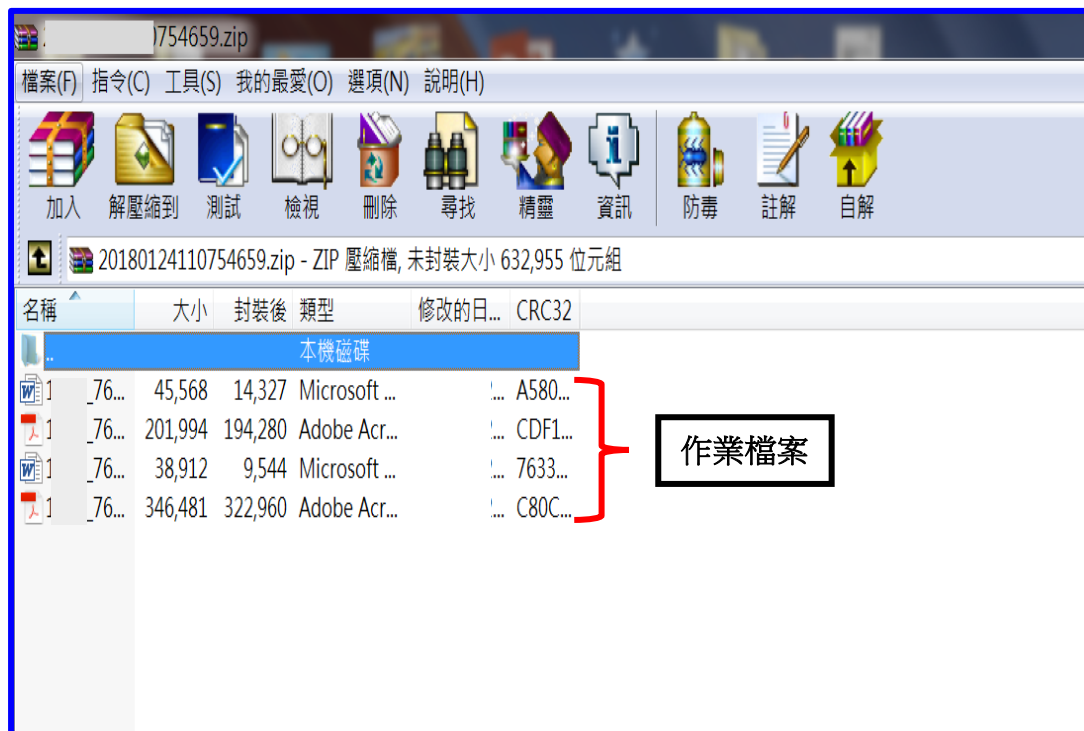 0754659.zip
檔案(F) 指令(C) 工具(S) 我的最愛(O) 選項(N) 說明(H)
加入 解壓縮到 測試 檢視 刪除 尋找 精靈 資訊 防毒 註解 自解
20180124110754659.zip - ZIP 壓縮檔, 未封裝大小 632,955 位元組
名稱 大小 封裝後 類型 修改的日... CRC32
.. 本機磁碟
1 _76... 45,568 14,327 Microsoft ... ... A580...
1 _76... 201,994 194,280 Adobe Acr... ... CDF1...
1 _76... 38,912 9,544 Microsoft ... ... 7633...
1 _76... 346,481 322,960 Adobe Acr... ... C80C...
作業檔案